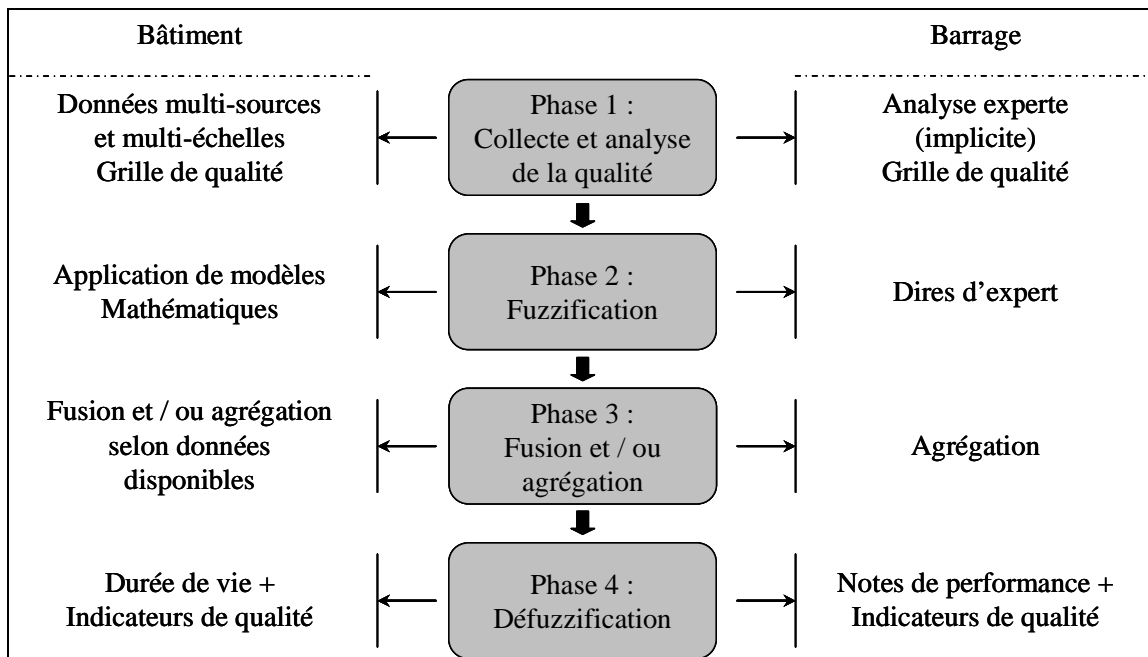 Bâtiment
Barrage
Données multi-sources
et multi-échelles
Grille de qualité
Phase 1 :
Collecte et analyse
de la qualité
Analyse experte
(implicite)
Grille de qualité
Application de modèles
Mathématiques
Phase 2 :
Fuzzification
Dires d’expert
Fusion et / ou agrégation
selon données
disponibles
Phase 3 :
Fusion et / ou
agrégation
Agrégation
Durée de vie +
Indicateurs de qualité
Phase 4 :
Défuzzification
Notes de performance +
Indicateurs de qualité